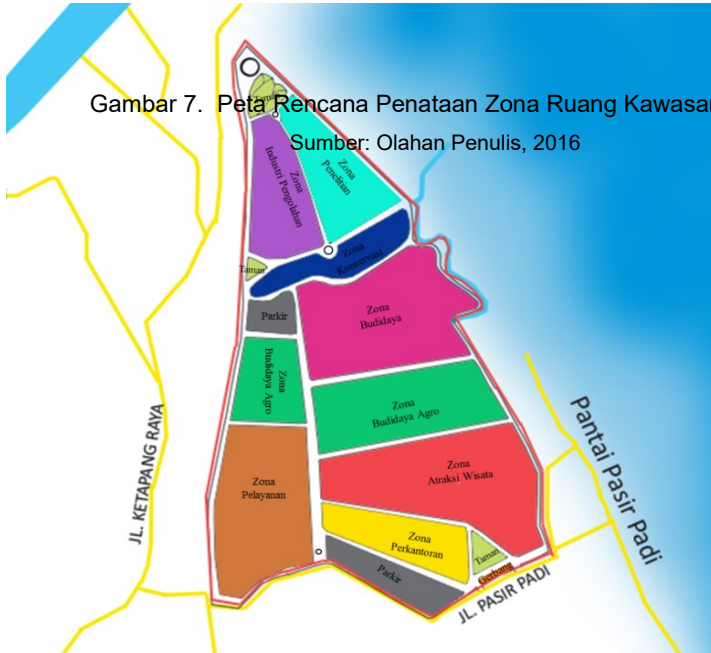 Taman
Gambar 7. Peta Rencana Penataan Zona Ruang Kawasan
Sumber: Olahan Penulis, 2016
Zona
Industri Pengolahan
Zona
Penelitian
Zona
Konservasi
Taman
Parkir
Zona
Budidaya
Zona
Budidaya Agro
Zona
Budidaya Agro
Zona
Pelayanan
Zona
Atraksi Wisata
Zona
Perkantoran
Taman
Parkir
Gerbang
JL. KETAPANG RAYA
Pantai Pasir Padi
JL. PASIR PADI